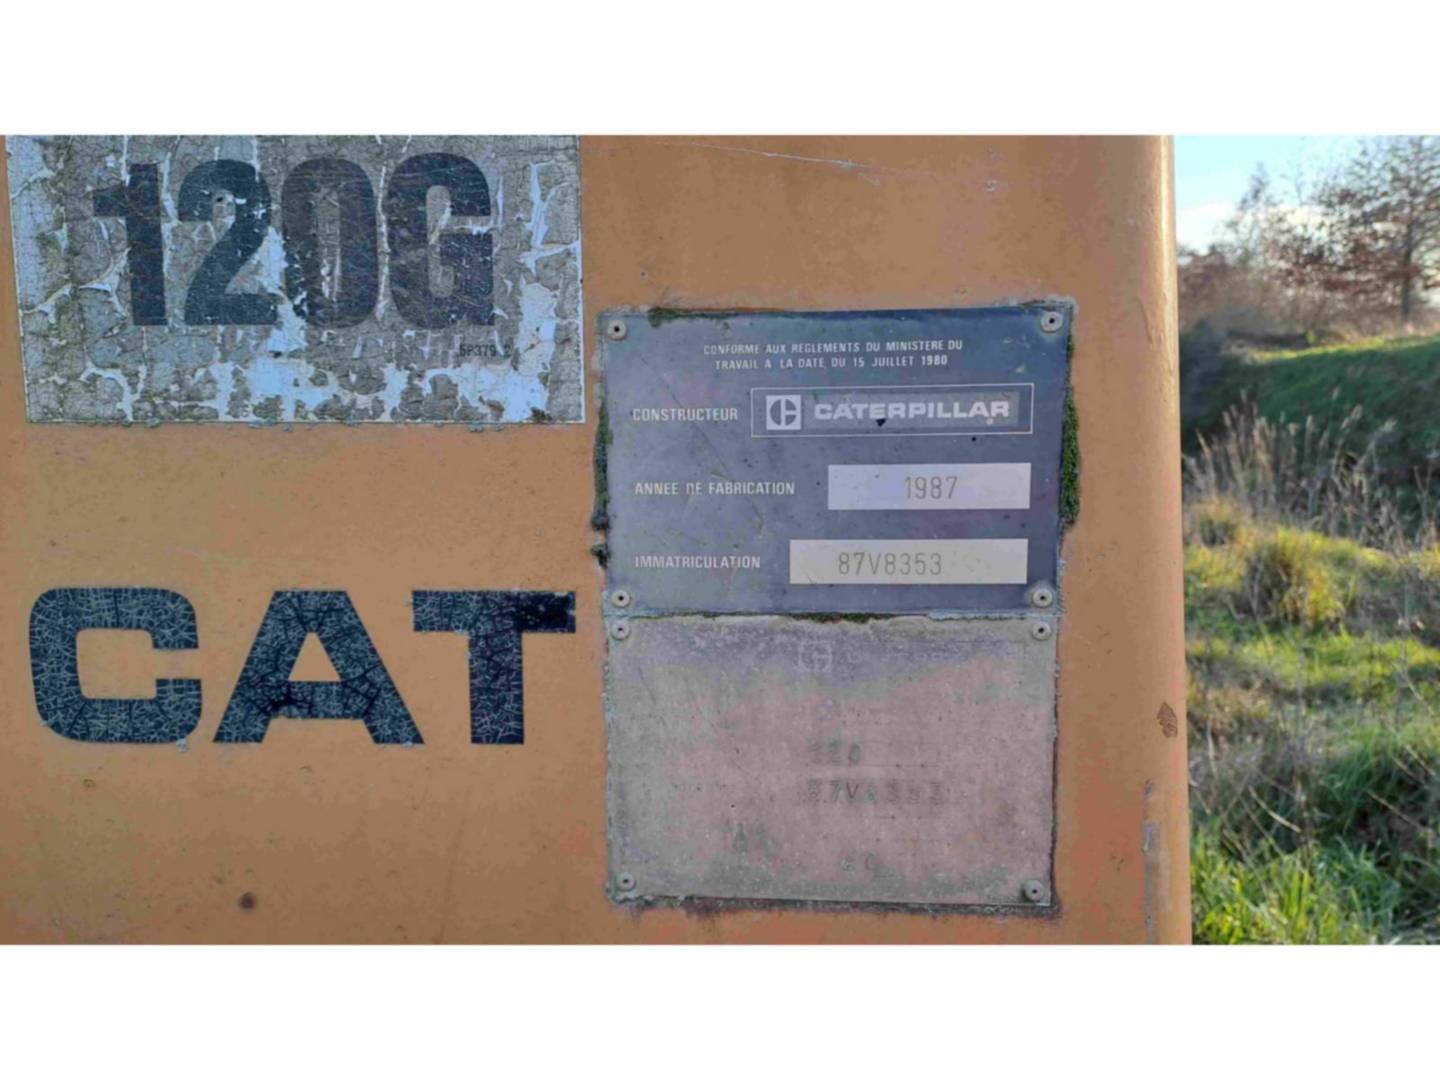 120G
CONFORME AUX REGLEMENTS DU MINISTERE DU
TRAVAIL A LA DATE DU 15 JUILLET 1980
CONSTRUCTEUR CATERPILLAR
ANNEE DE FABRICATION 1987
IMMATRICULATION 87V8353
CAT
87V8353